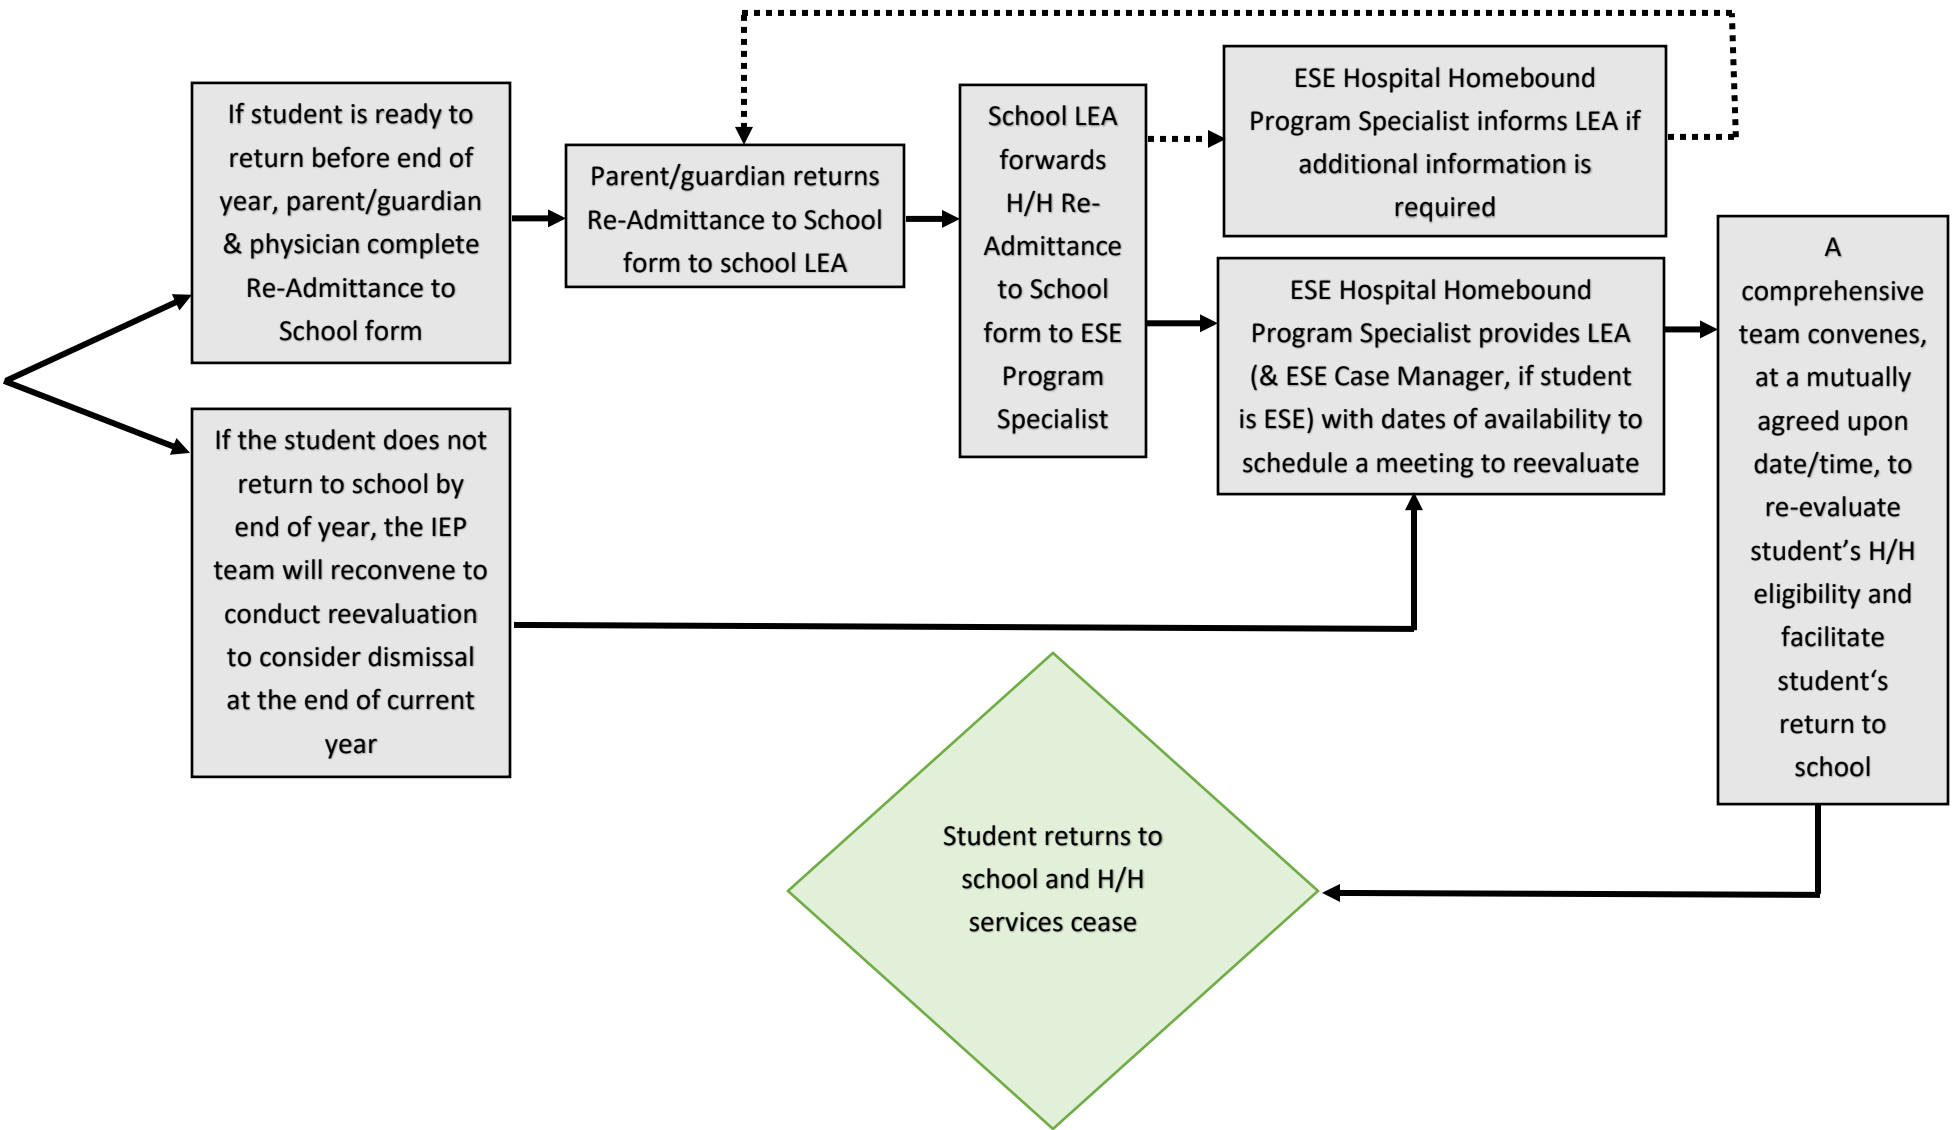 If student is ready to
return before end of
year, parent/guardian
& physician complete
Re-Admittance to
School form
If the student does not
return to school by
end of year, the IEP
team will reconvene to
conduct reevaluation
to consider dismissal
at the end of current
year
Parent/guardian returns
Re-Admittance to School
form to school LEA
School LEA
forwards
H/H Re-
Admittance
to School
form to ESE
Program
Specialist
ESE Hospital Homebound
Program Specialist informs LEA if
additional information is
required
ESE Hospital Homebound
Program Specialist provides LEA
(& ESE Case Manager, if student
is ESE) with dates of availability to
schedule a meeting to reevaluate
A
comprehensive
team convenes,
at a mutually
agreed upon
date/time, to
re-evaluate
student’s H/H
eligibility and
facilitate
student‘s
return to
school
Student returns to
school and H/H
services cease